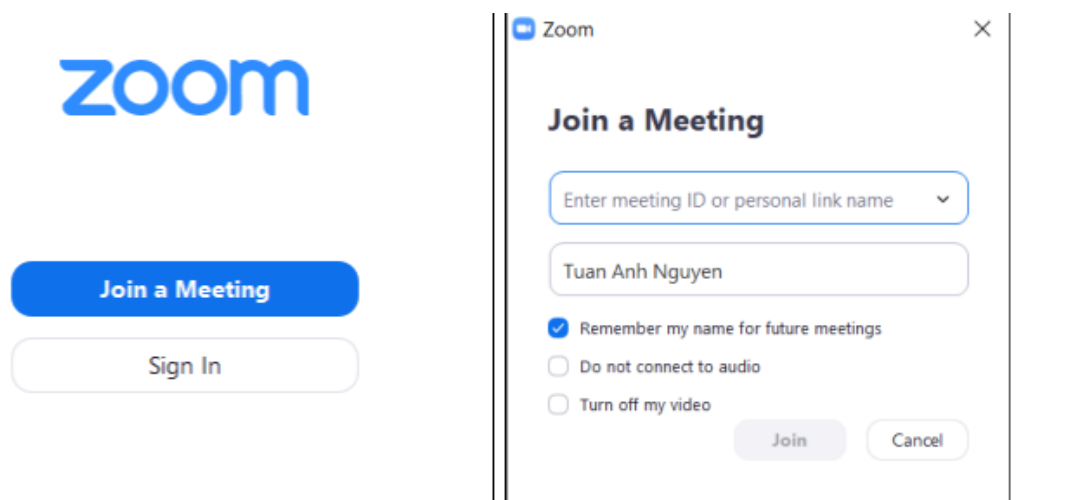 zoom
Join a Meeting
Sign In
Zoom
Join a Meeting
Enter meeting ID or personal link name
Tuan Anh Nguyen
Remember my name for future meetings
Do not connect to audio
Turn off my video
Join Cancel